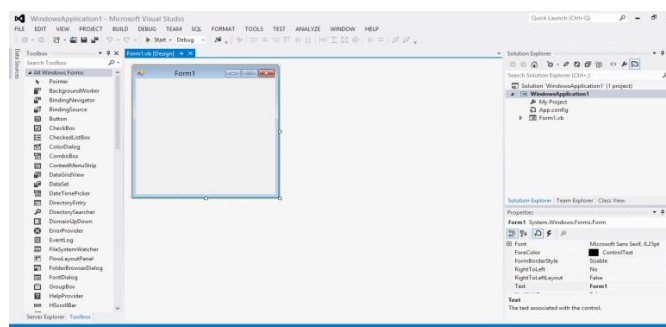 WindowsApplication1 - Microsoft Visual Studio
Quick Launch (Ctrl+Q)
FILE EDIT VIEW PROJECT BUILD DEBUG TEAM SQL FORMAT TOOLS TEST ANALYZE WINDOW HELP
Start - Debug
Data Sources
Toolbox
Search Toolbox
All Windows Forms
Pointer
BackgroundWorker
BindingNavigator
BindingSource
Button
CheckBox
CheckedListBox
ColorDialog
ComboBox
ContextMenuStrip
DataGridView
DataSet
DateTimePicker
DirectoryEntry
DirectorySearcher
DomainUpDown
ErrorProvider
EventLog
FileSystemWatcher
FlowLayoutPanel
FolderBrowserDialog
FontDialog
GroupBox
HelpProvider
HScrollBar
Server Explorer Toolbox
Form1.vb [Design]
Form1
Solution Explorer
Search Solution Explorer (Ctrl+;)
Solution 'WindowsApplication1' (1 project)
WindowsApplication1
My Project
App.config
Form1.vb
Solution Explorer Team Explorer Class View
Properties
Form1 System.Windows.Forms.Form
Font Microsoft Sans Serif, 8.25pt
ForeColor ControlText
FormBorderStyle Sizable
RightToLeft No
RightToLeftLayout False
Text Form1
Text
The text associated with the control.